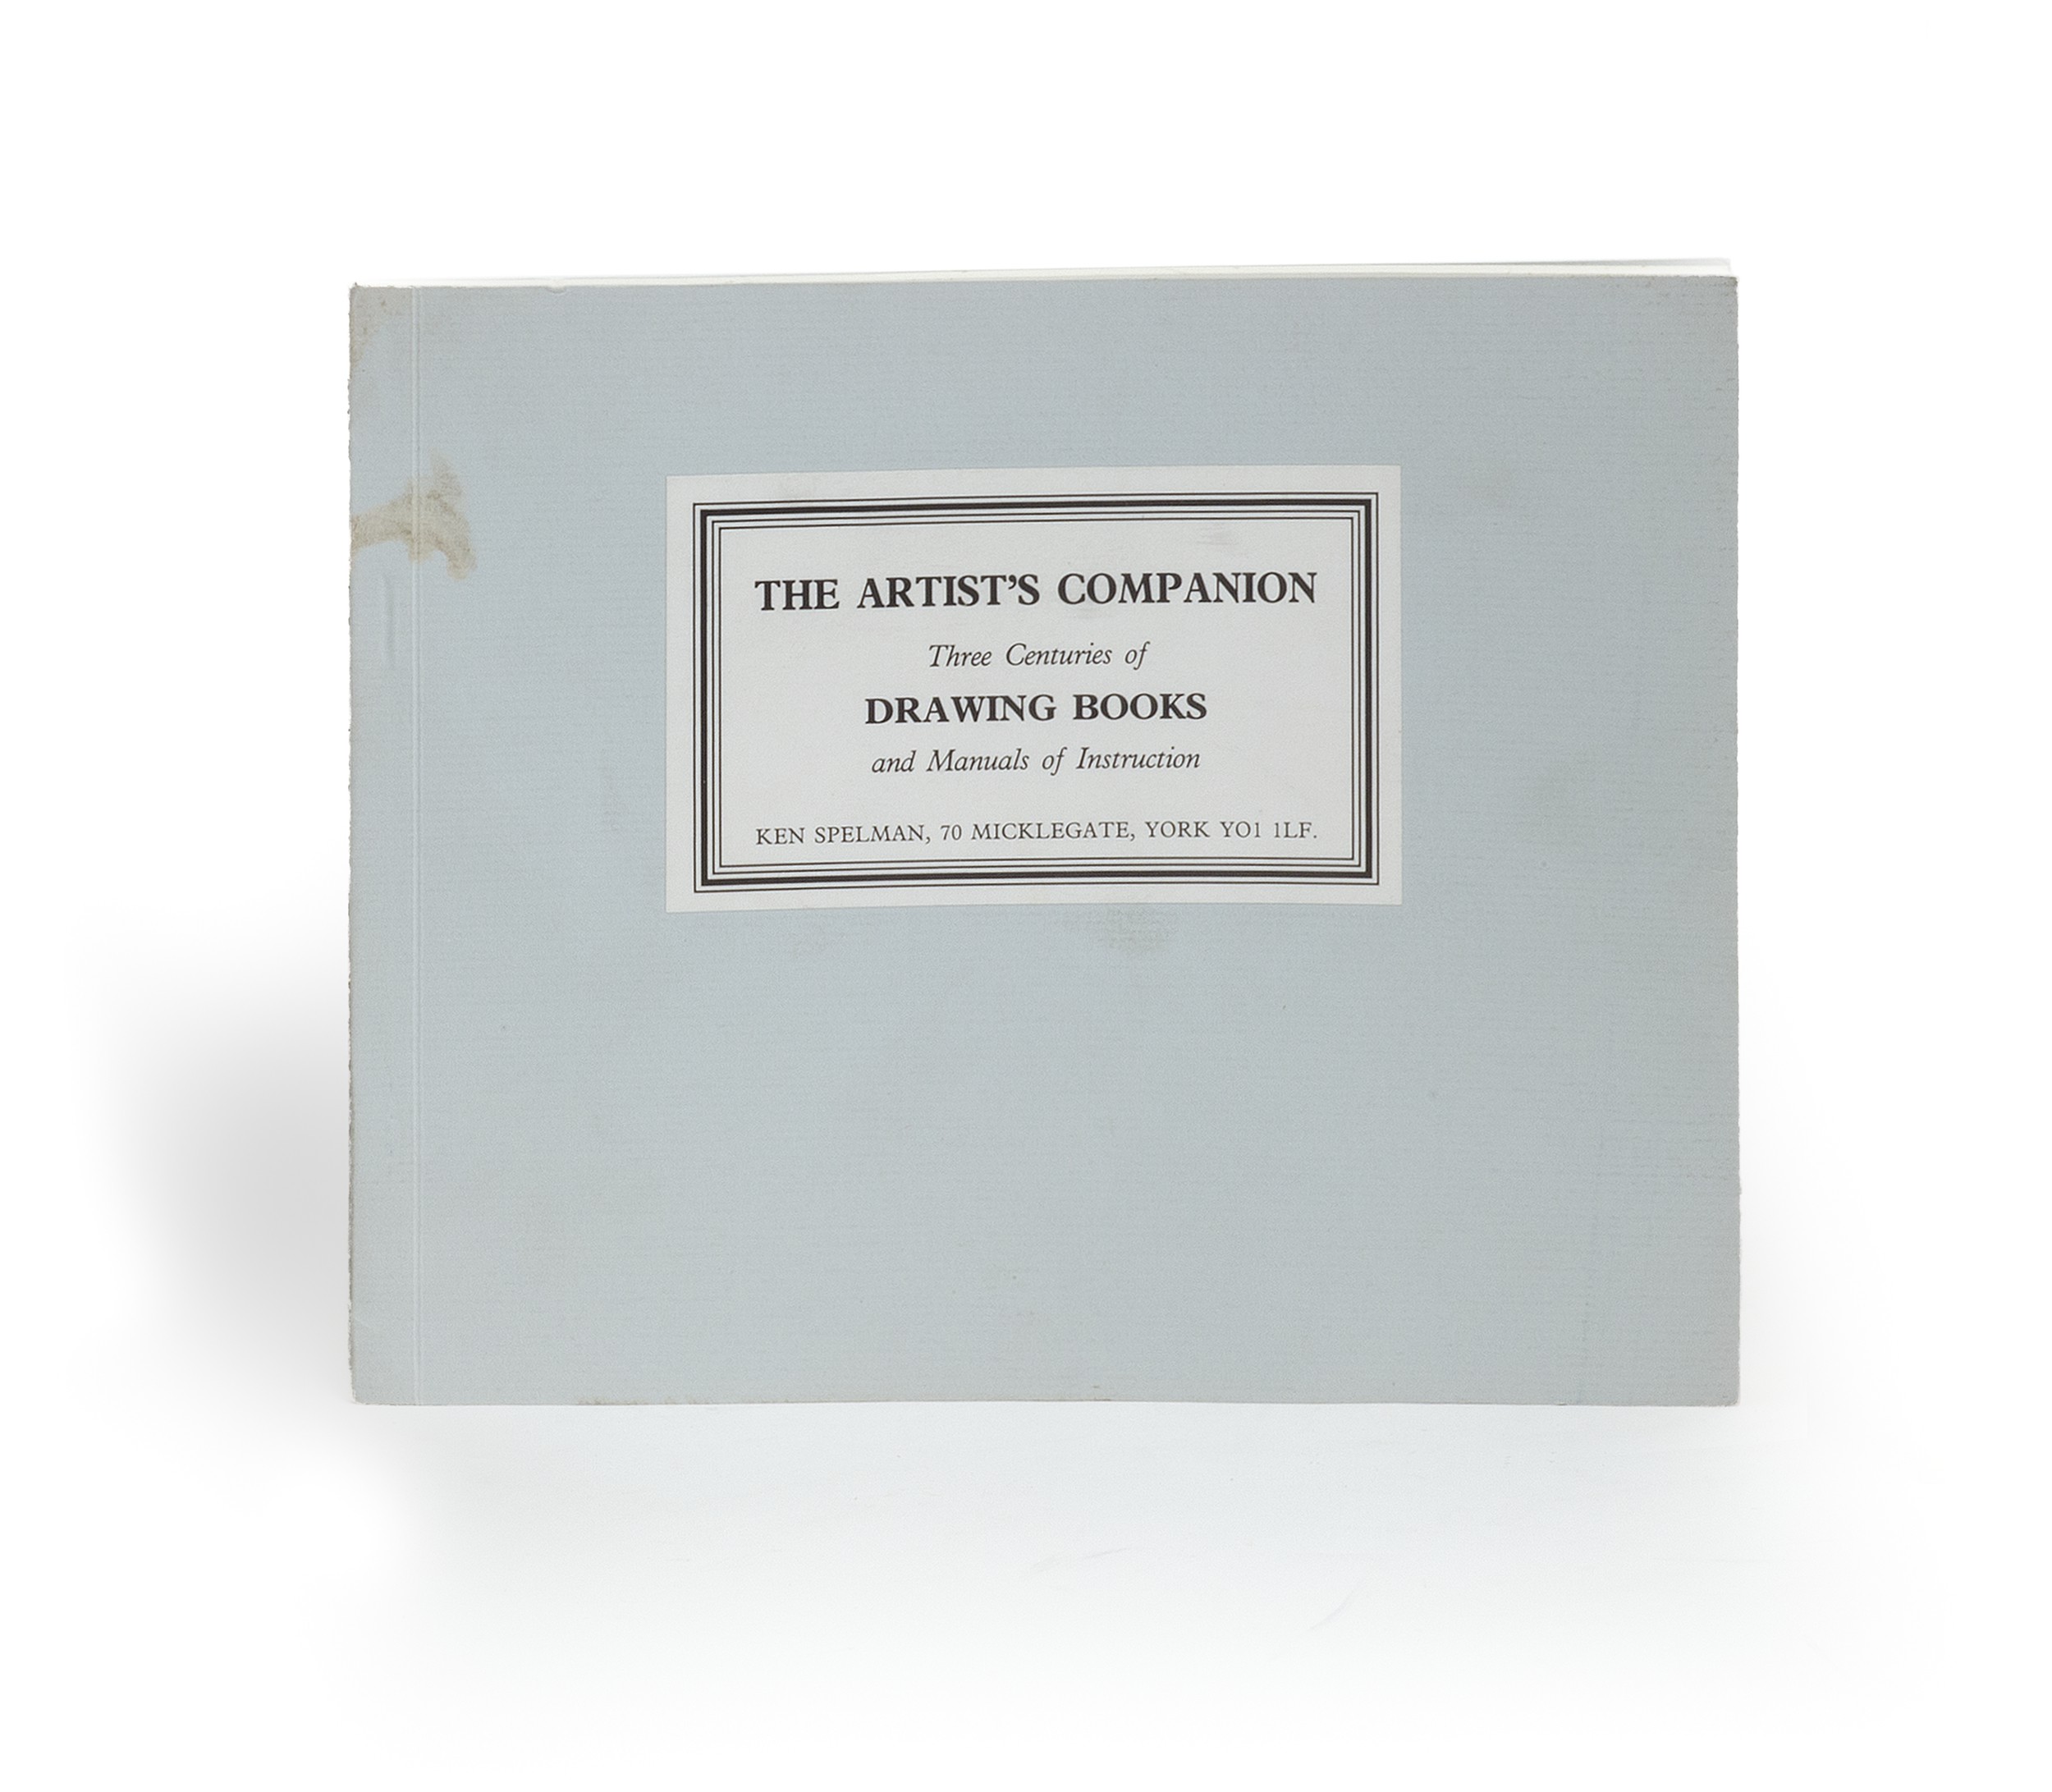 THE ARTIST'S COMPANION
Three Centuries of
DRAWING BOOKS
and Manuals of Instruction
KEN SPELMAN, 70 MICKLEGATE, YORK YO1 1LF.